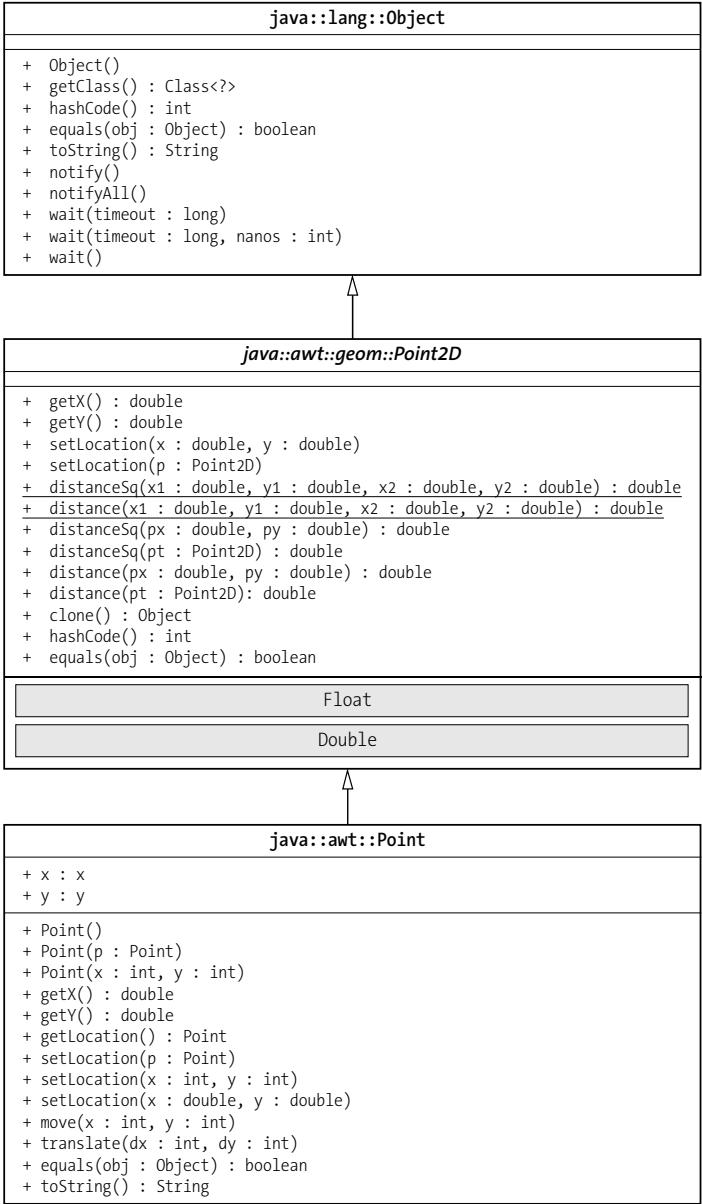 java::lang::Object
+ Object()
+ getClass() : Class<?>
+ hashCode() : int
+ equals(obj : Object) : boolean
+ toString() : String
+ notify()
+ notifyAll()
+ wait(timeout : long)
+ wait(timeout : long, nanos : int)
+ wait()
java::awt::geom::Point2D
+ getX() : double
+ getY() : double
+ setLocation(x : double, y : double)
+ setLocation(p : Point2D)
+ distanceSq(x1 : double, y1 : double, x2 : double, y2 : double) : double
+ distance(x1 : double, y1 : double, x2 : double, y2 : double) : double
+ distanceSq(px : double, py : double) : double
+ distanceSq(pt : Point2D) : double
+ distance(px : double, py : double) : double
+ distance(pt : Point2D): double
+ clone() : Object
+ hashCode() : int
+ equals(obj : Object) : boolean
Float
Double
java::awt::Point
+ x : x
+ y : y
+ Point()
+ Point(p : Point)
+ Point(x : int, y : int)
+ getX() : double
+ getY() : double
+ getLocation() : Point
+ setLocation(p : Point)
+ setLocation(x : int, y : int)
+ setLocation(x : double, y : double)
+ move(x : int, y : int)
+ translate(dx : int, dy : int)
+ equals(obj : Object) : boolean
+ toString() : String